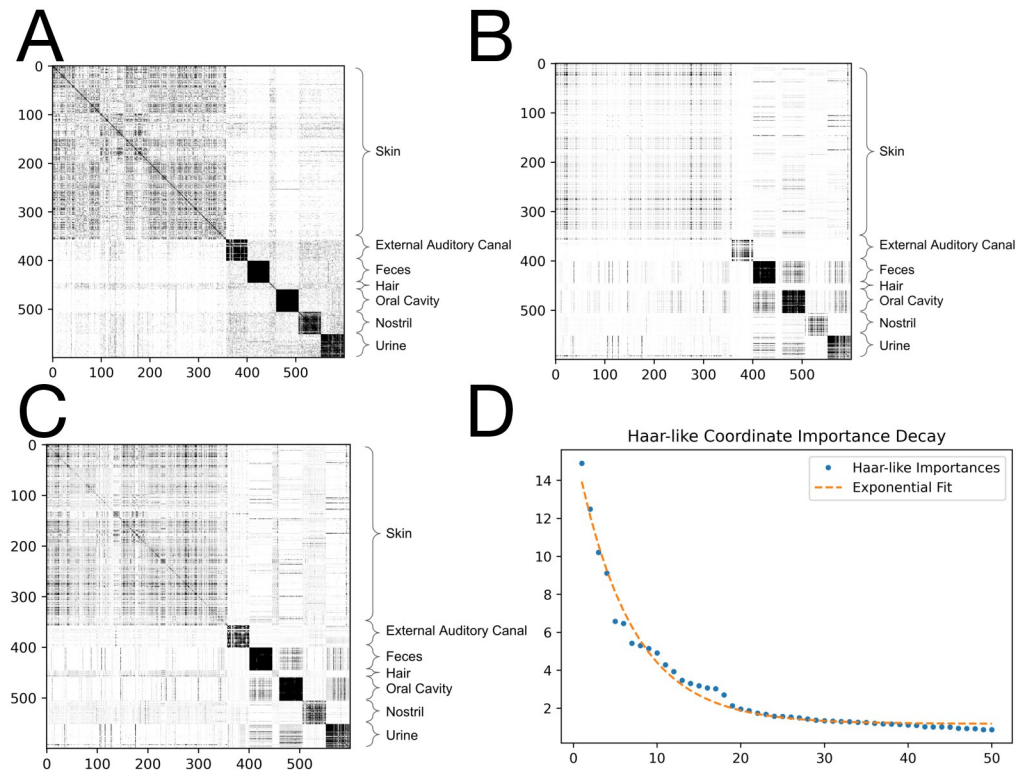 A
0
100
200
300
400
500
0 100 200 300 400 500
Skin
External Auditory Canal
Feces
Hair
Oral Cavity
Nostril
Urine
B
0
100
200
300
400
500
0 100 200 300 400 500
Skin
External Auditory Canal
Feces
Hair
Oral Cavity
Nostril
Urine
C
0
100
200
300
400
500
0 100 200 300 400 500
Skin
External Auditory Canal
Feces
Hair
Oral Cavity
Nostril
Urine
D
Haar-like Coordinate Importance Decay
Haar-like Importances
Exponential Fit
14
12
10
8
6
4
2
0 10 20 30 40 50